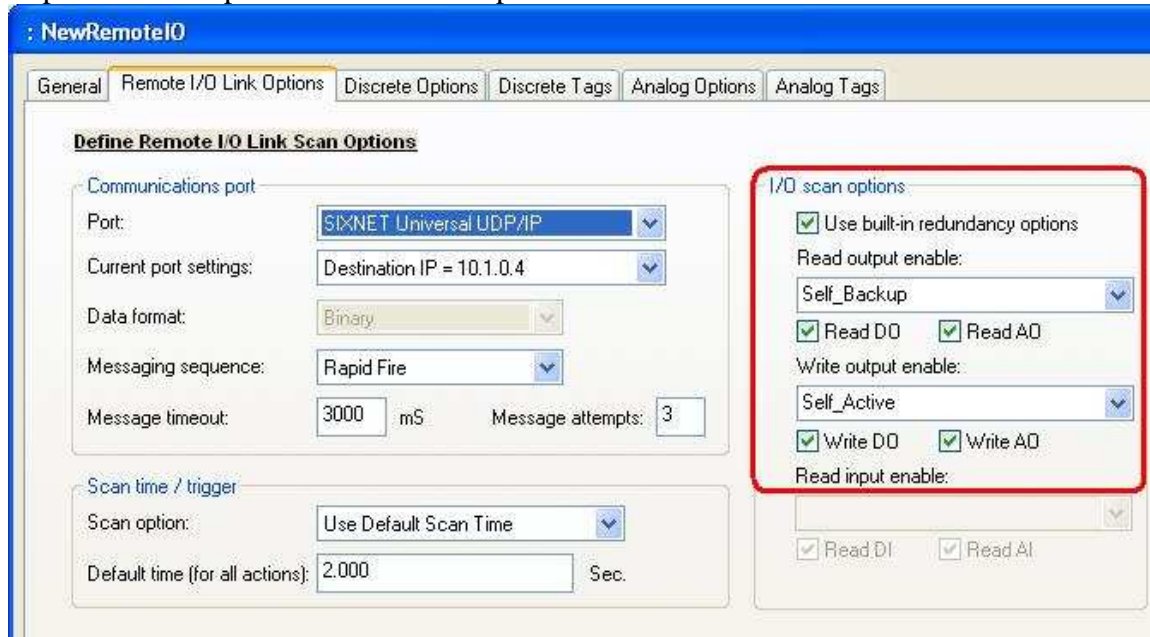 : NewRemoteIO
General Remote I/O Link Options Discrete Options Discrete Tags Analog Options Analog Tags
Define Remote I/O Link Scan Options
Communications port
Port: SIXNET Universal UDP/IP
Current port settings: Destination IP = 10.1.0.4
Data format: Binary
Messaging sequence: Rapid Fire
Message timeout: 3000 mS Message attempts: 3
Scan time / trigger
Scan option: Use Default Scan Time
Default time (for all actions): 2.000 Sec.
I/O scan options
Use built-in redundancy options
Read output enable:
Self_Backup
Read DO Read AO
Write output enable:
Self_Active
Write DO Write AO
Read input enable:
Read DI Read AI